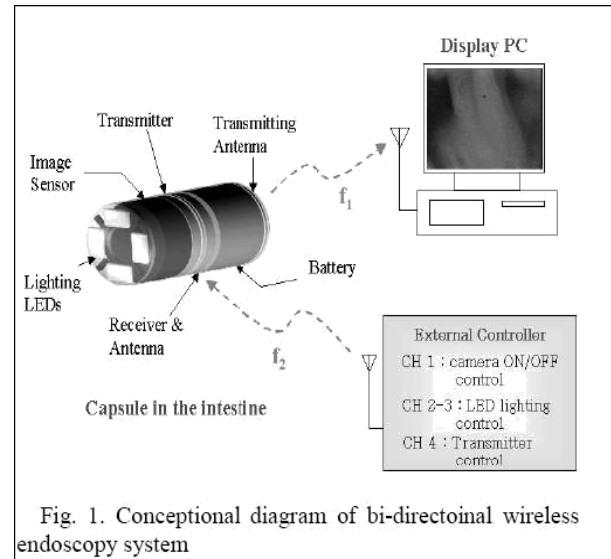 Display PC
Transmitter
Transmitting
Antenna
Image
Sensor
f1
Lighting
LEDs
Battery
Receiver &
Antenna
f2
Capsule in the intestine
External Controller
CH 1 : camera ON/OFF
control
CH 2-3 : LED lighting
control
CH 4 : Transmitter
control
Fig. 1. Conceptional diagram of bi-directoinal wireless
endoscopy system